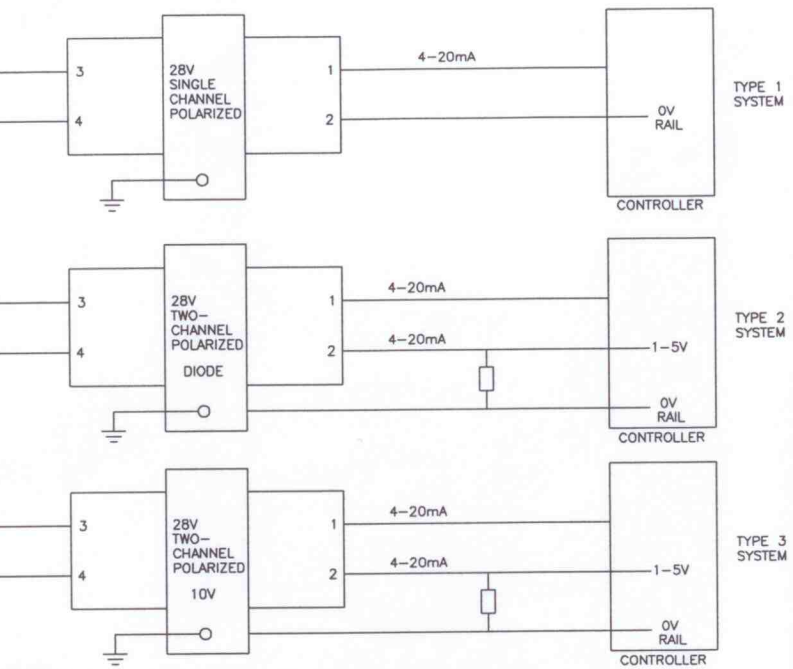 3
4
28V
SINGLE
CHANNEL
POLARIZED
1
2
4-20mA
0V
RAIL
CONTROLLER
TYPE 1
SYSTEM
3
4
28V
TWO-
CHANNEL
POLARIZED
DIODE
1
2
4-20mA
4-20mA
1-5V
0V
RAIL
CONTROLLER
TYPE 2
SYSTEM
3
4
28V
TWO-
CHANNEL
POLARIZED
10V
1
2
4-20mA
4-20mA
1-5V
0V
RAIL
CONTROLLER
TYPE 3
SYSTEM